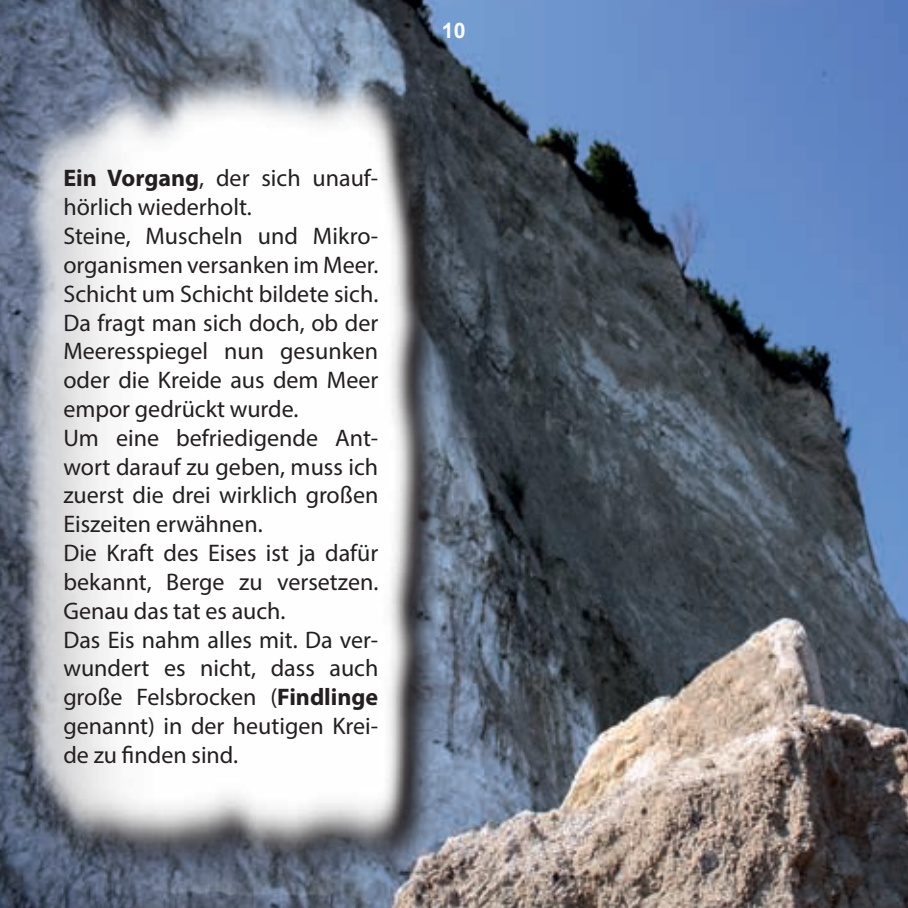 10
Ein Vorgang, der sich unauf-
hörlich wiederholt.
Steine, Muscheln und Mikro-
organismen versanken im Meer.
Schicht um Schicht bildete sich.
Da fragt man sich doch, ob der
Meeresspiegel nun gesunken
oder die Kreide aus dem Meer
empor gedrückt wurde.
Um eine befriedigende Ant-
wort darauf zu geben, muss ich
zuerst die drei wirklich großen
Eiszeiten erwähnen.
Die Kraft des Eises ist ja dafür
bekannt, Berge zu versetzen.
Genau das tat es auch.
Das Eis nahm alles mit. Da ver-
wundert es nicht, dass auch
große Felsbrocken (Findlinge
genannt) in der heutigen Krei-
de zu finden sind.